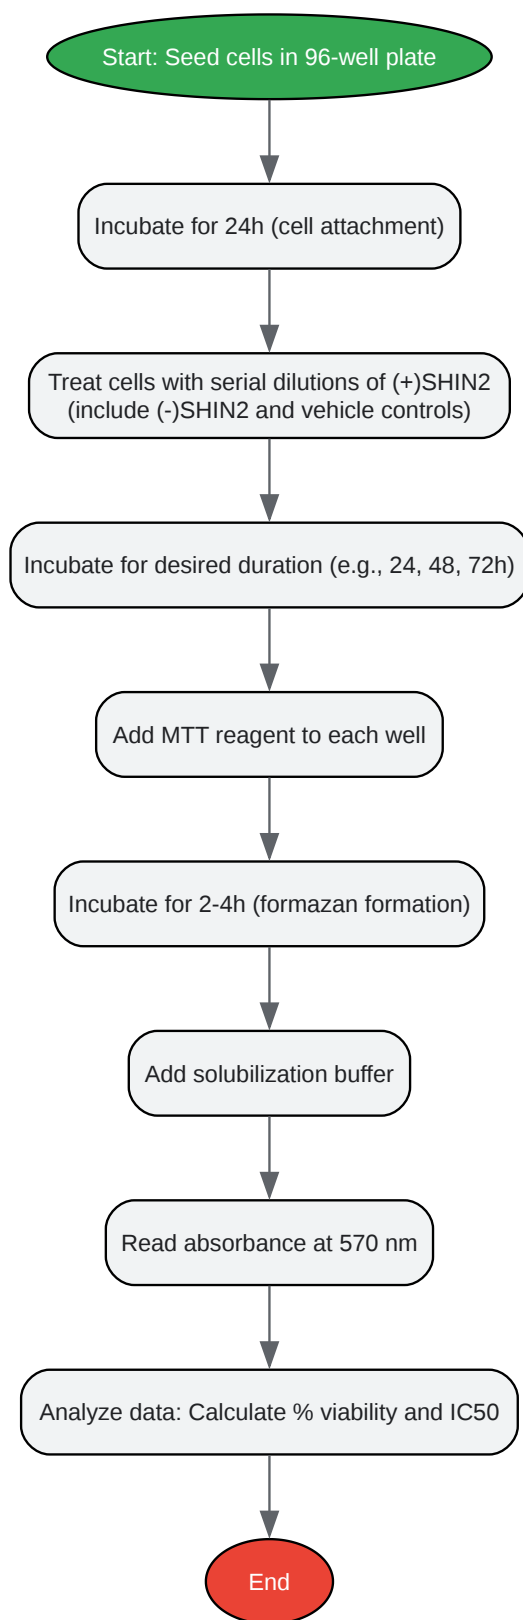 Start: Seed cells in 96-well plate
Incubate for 24h (cell attachment)
Treat cells with serial dilutions of (+)SHIN2
(include (-)SHIN2 and vehicle controls)
Incubate for desired duration (e.g., 24, 48, 72h)
Add MTT reagent to each well
Incubate for 2-4h (formazan formation)
Add solubilization buffer
Read absorbance at 570 nm
Analyze data: Calculate % viability and IC50
End